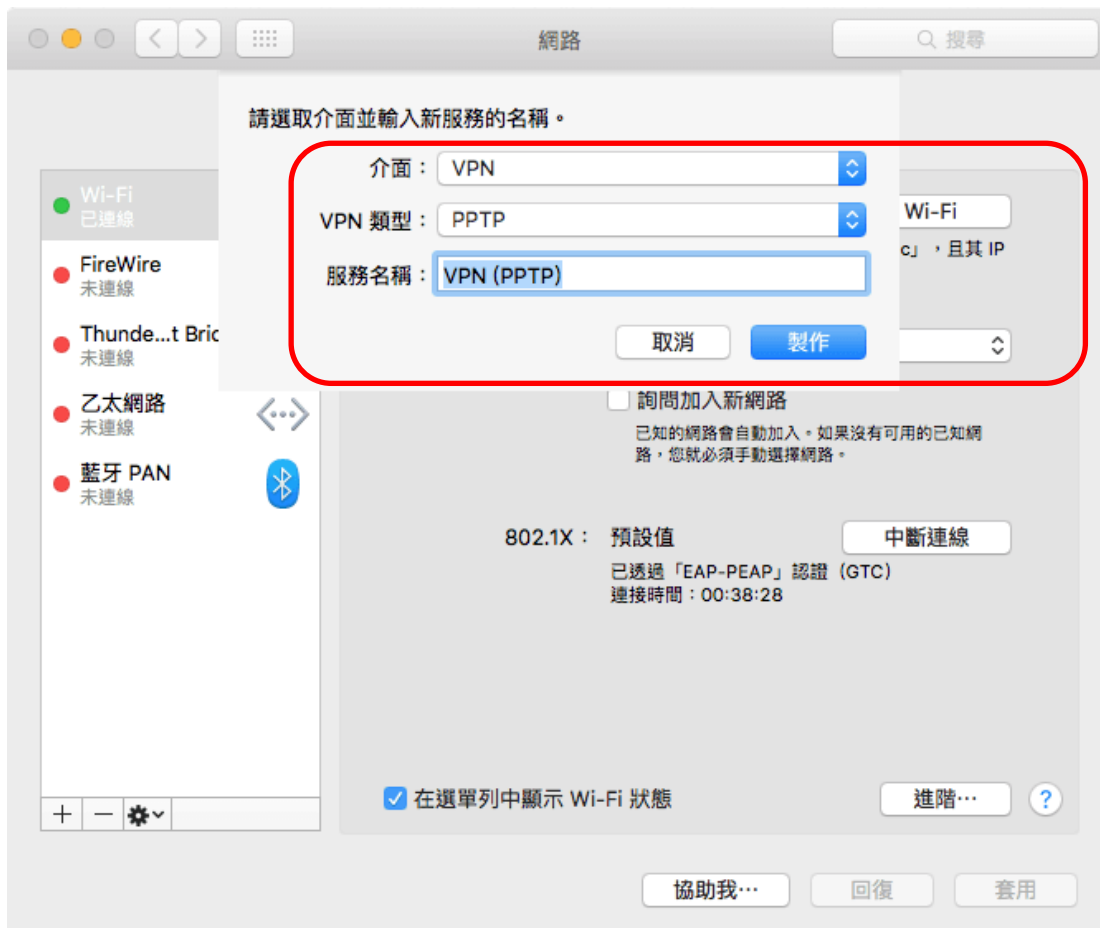 網路
搜尋
請選取介面並輸入新服務的名稱。
介面：
VPN
VPN 類型：
PPTP
服務名稱：
VPN (PPTP)
取消
製作
Wi-Fi
已連線
FireWire
未連線
Thunde...t Bric
未連線
乙太網路
未連線
藍牙 PAN
未連線
Wi-Fi
c」，且其 IP
詢問加入新網路
已知的網路會自動加入。如果沒有可用的已知網
路，您就必須手動選擇網路。
802.1X：
預設值
中斷連線
已透過「EAP-PEAP」認證（GTC）
連接時間：00:38:28
在選單列中顯示 Wi-Fi 狀態
進階⋯
?
協助我⋯
回復
套用